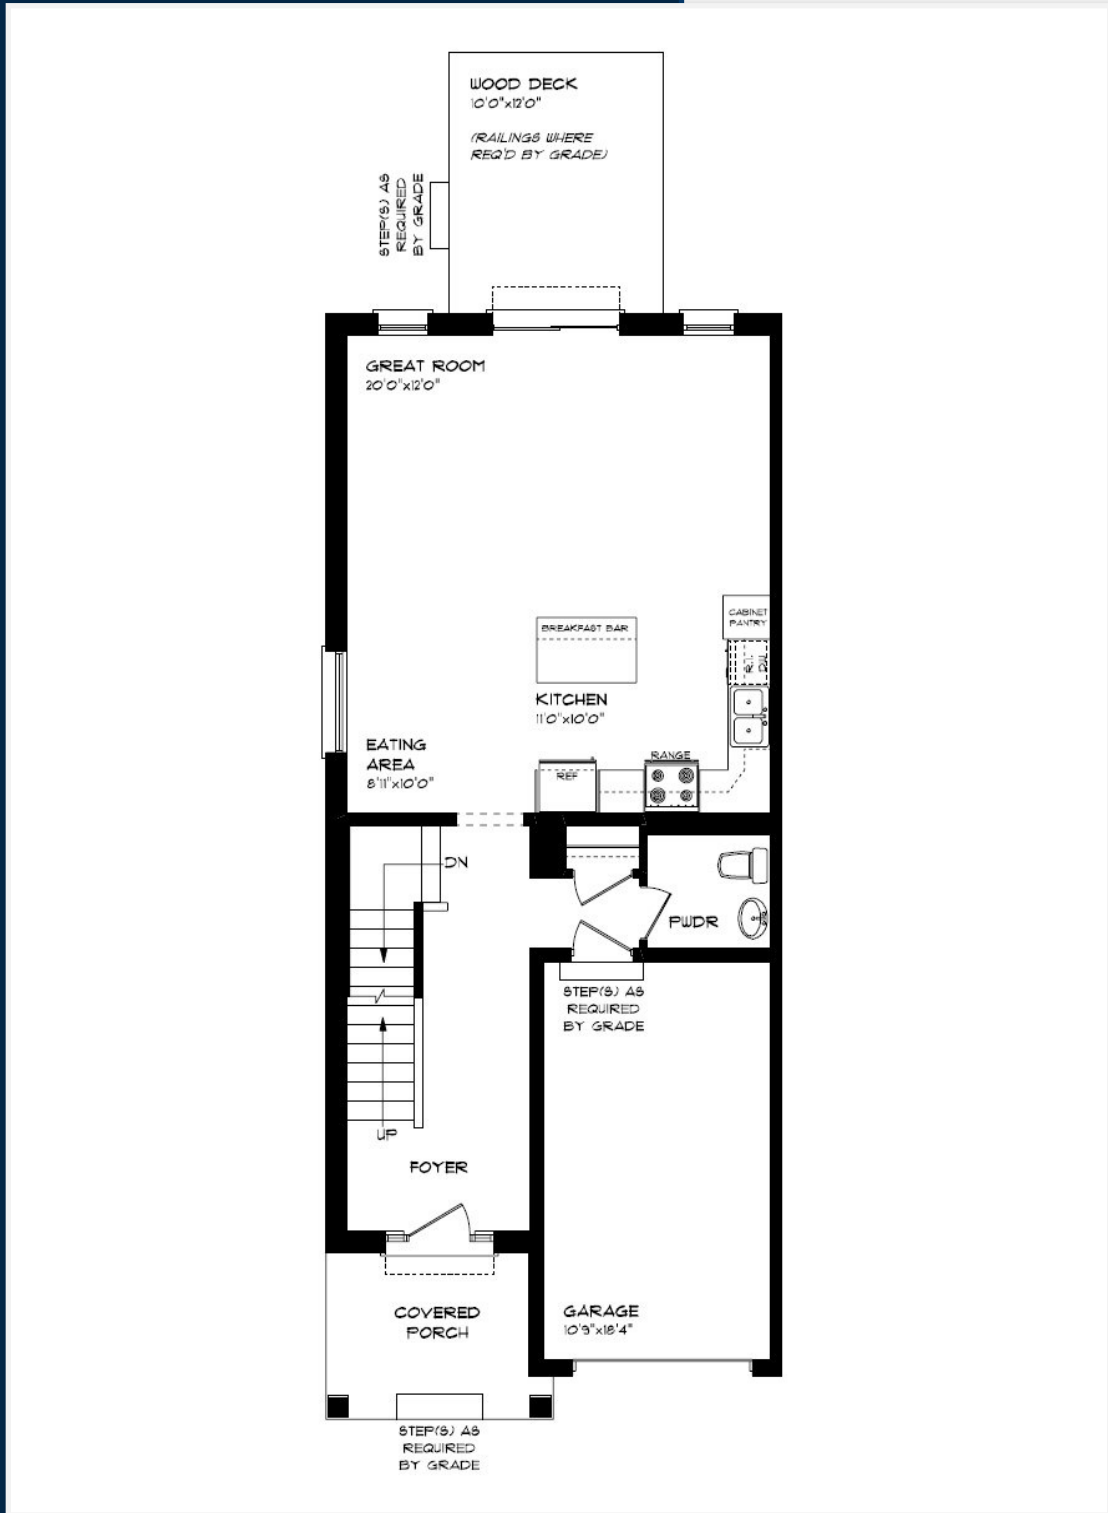 WOOD DECK
10'0"x12'0"
(RAILINGS WHERE
REQ'D BY GRADE)
STEP(S) AS
REQUIRED
BY GRADE
GREAT ROOM
20'0"x12'0"
CABINET
PANTRY
BREAKFAST BAR
R.I.
DW
KITCHEN
11'0"x10'0"
EATING
AREA
8'11"x10'0"
RANGE
REF
DN
PWDR
STEP(S) AS
REQUIRED
BY GRADE
UP
FOYER
COVERED
PORCH
GARAGE
10'9"x18'4"
STEP(S) AS
REQUIRED
BY GRADE